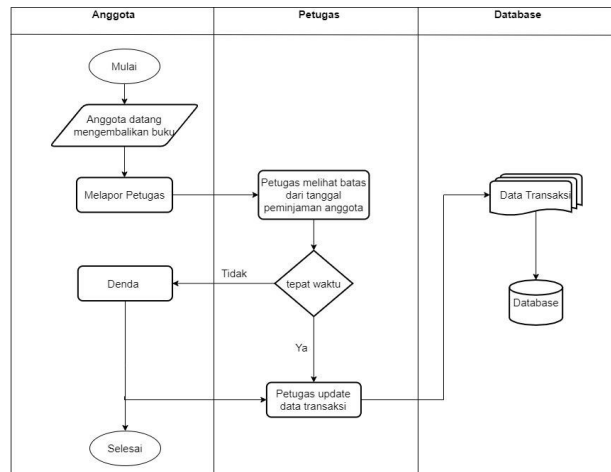 Anggota
Petugas
Database
Mulai
Anggota datang
mengembalikan buku
Melapor Petugas
Petugas melihat batas
dari tanggal
peminjaman anggota
Data Transaksi
Denda
Tidak
tepat waktu
Database
Ya
Petugas update
data transaksi
Selesai